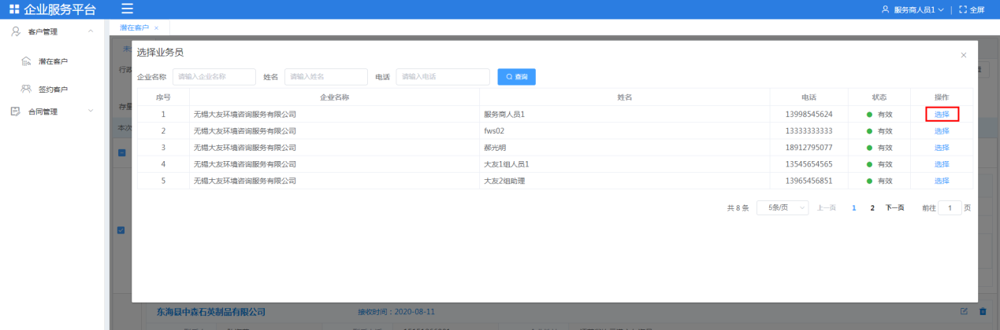 企业服务平台
服务商人员1
全屏
客户管理
潜在客户
签约客户
合同管理
潜在客户 ×
选择业务员
企业名称 请输入企业名称 姓名 请输入姓名 电话 请输入电话 查询
序号 企业名称 姓名 电话 状态 操作
1 无锡大友环境咨询服务有限公司 服务商人员1 13998545624 有效 选择
2 无锡大友环境咨询服务有限公司 fws02 13333333333 有效 选择
3 无锡大友环境咨询服务有限公司 郝光明 18912795077 有效 选择
4 无锡大友环境咨询服务有限公司 大友1组人员1 13545654565 有效 选择
5 无锡大友环境咨询服务有限公司 大友2组助理 13965456851 有效 选择
共 8 条 5条/页 上一页 1 2 下一页 前往 1 页
行政
存量
本次
东海县中森石英制品有限公司 接收时间：2020-08-11